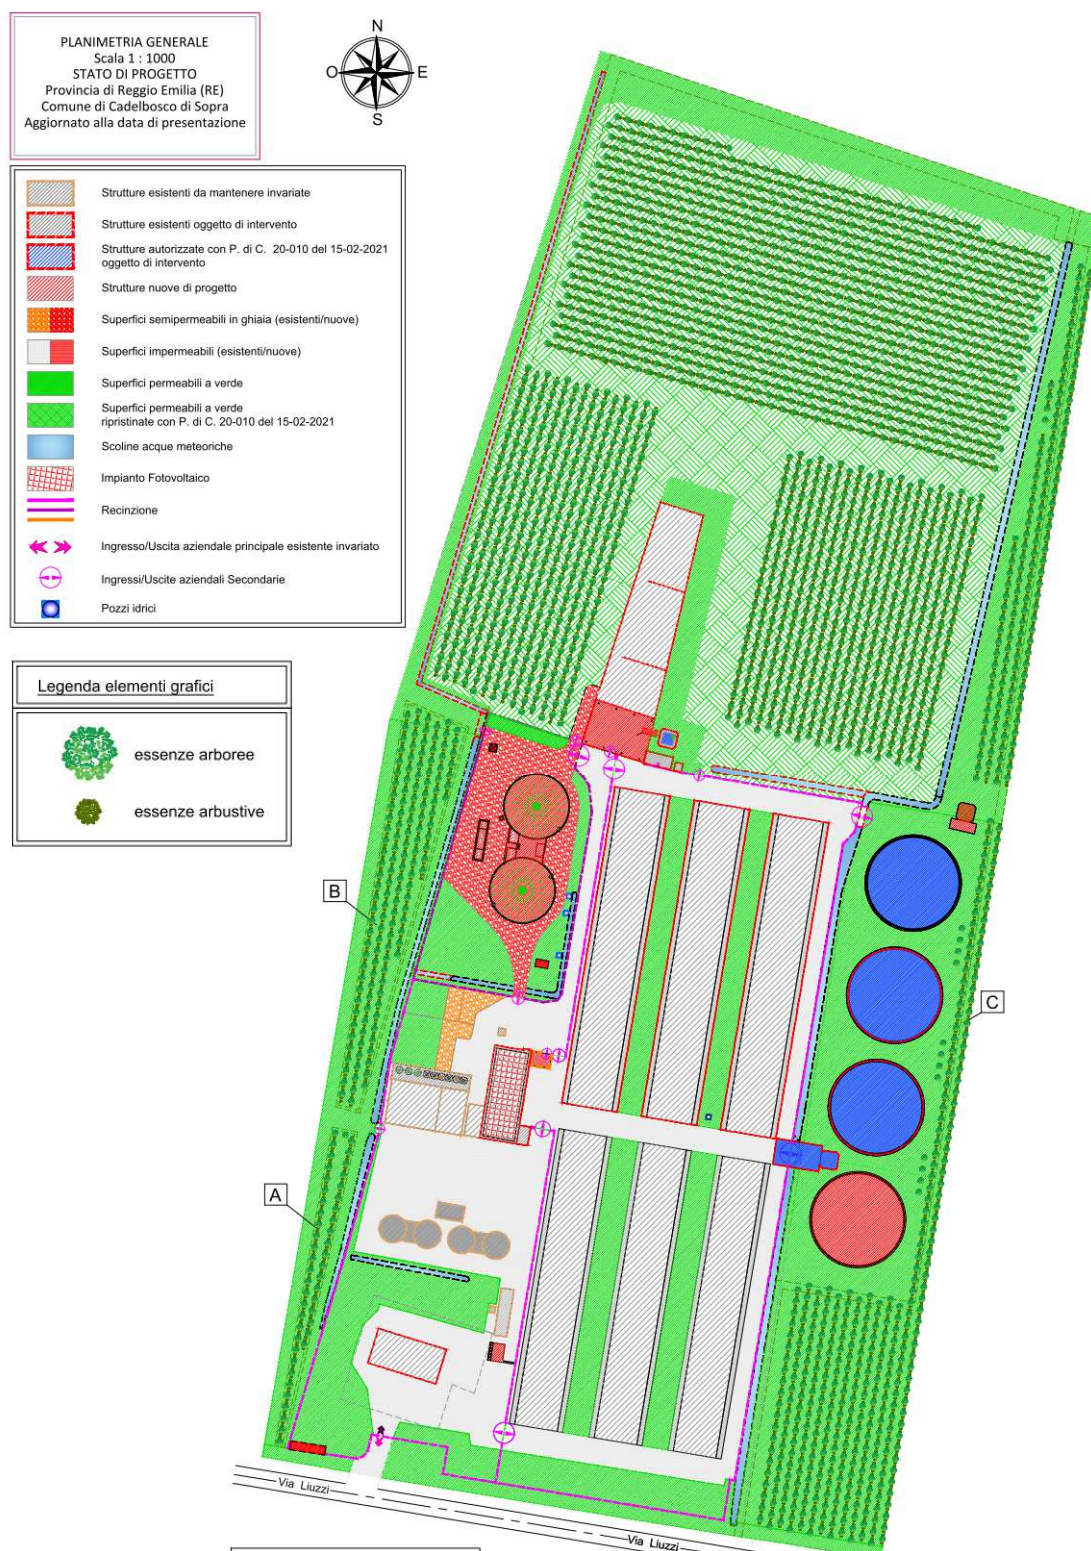 PLANIMETRIA GENERALE
Scala 1 : 1000
STATO DI PROGETTO
Provincia di Reggio Emilia (RE)
Comune di Cadelbosco di Sopra
Aggiornato alla data di presentazione
N
O
E
S
Strutture esistenti da mantenere invariate
Strutture esistenti oggetto di intervento
Strutture autorizzate con P. di C. 20-010 del 15-02-2021
oggetto di intervento
Strutture nuove di progetto
Superfici semipermeabili in ghiaia (esistenti/nuove)
Superfici impermeabili (esistenti/nuove)
Superfici permeabili a verde
Superfici permeabili a verde
ripristinate con P. di C. 20-010 del 15-02-2021
Scoline acque meteoriche
Impianto Fotovoltaico
Recinzione
Ingresso/Uscita aziendale principale esistente invariato
Ingressi/Uscite aziendali Secondarie
Pozzi idrici
Legenda elementi grafici
essenze arboree
essenze arbustive
B
C
A
Via Liuzzi
Via Liuzzi